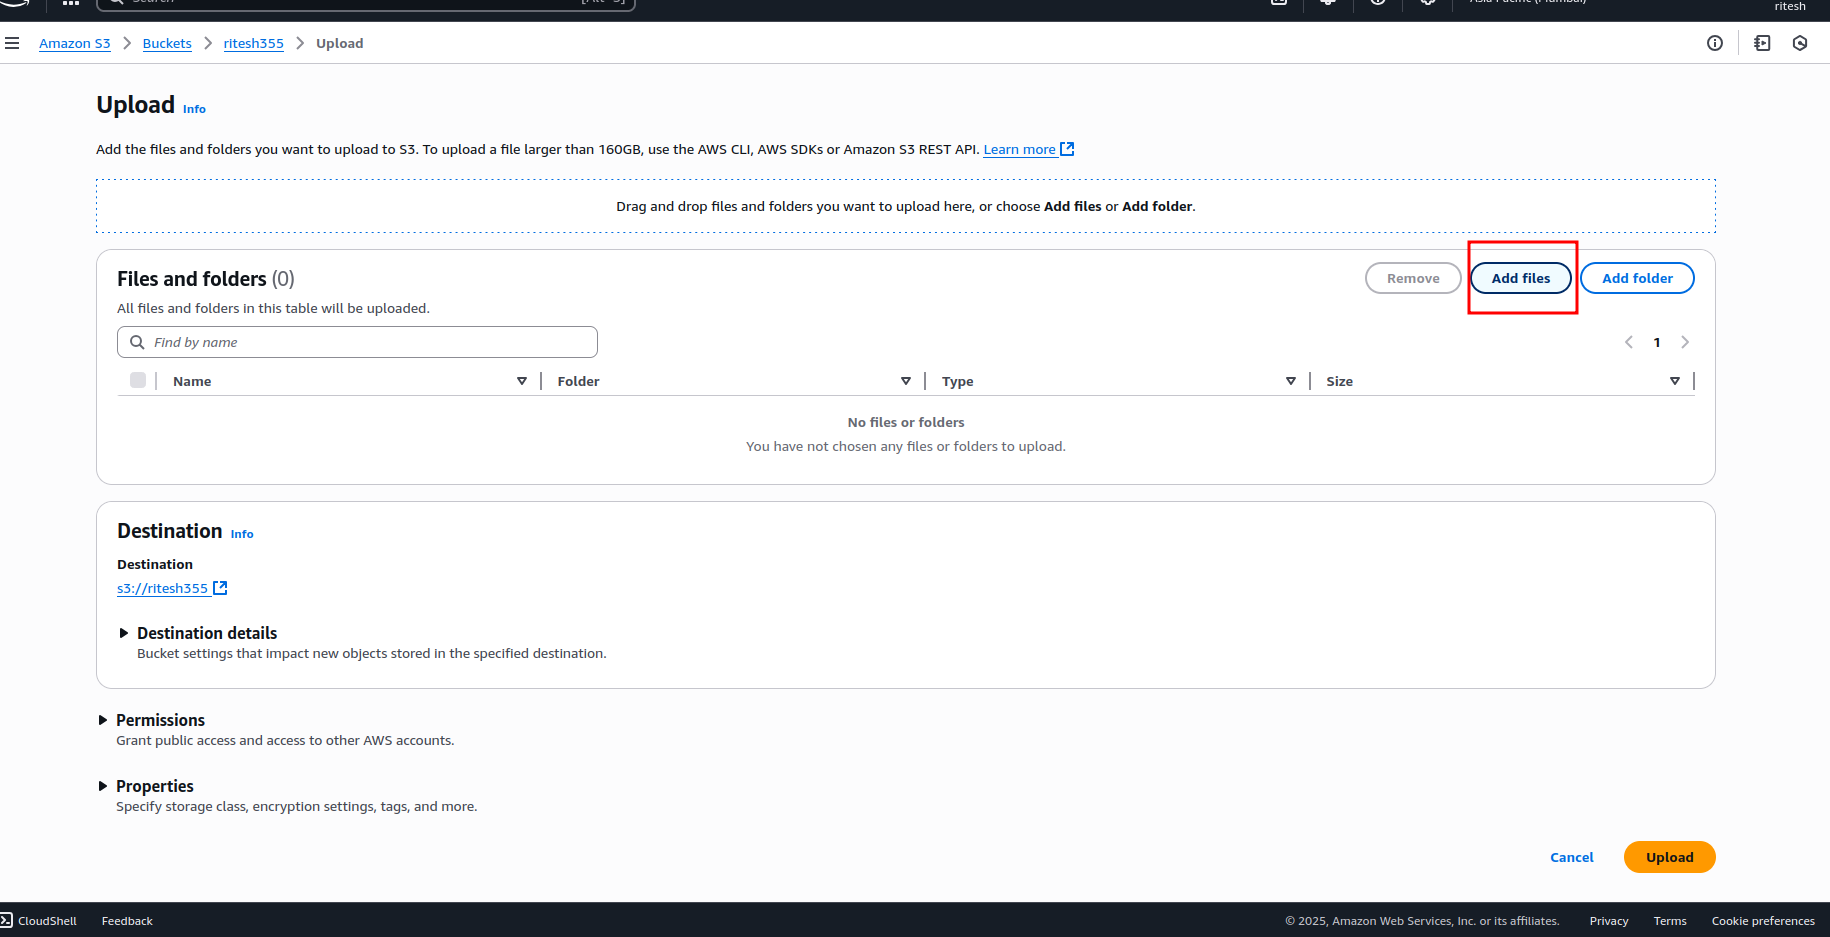 ritesh
Amazon S3 > Buckets > ritesh355 > Upload
Upload Info
Add the files and folders you want to upload to S3. To upload a file larger than 160GB, use the AWS CLI, AWS SDKs or Amazon S3 REST API. Learn more
Drag and drop files and folders you want to upload here, or choose Add files or Add folder.
Files and folders (0)
Remove Add files Add folder
All files and folders in this table will be uploaded.
Find by name
1
Name Folder Type Size
No files or folders
You have not chosen any files or folders to upload.
Destination Info
Destination
s3://ritesh355
Destination details
Bucket settings that impact new objects stored in the specified destination.
Permissions
Grant public access and access to other AWS accounts.
Properties
Specify storage class, encryption settings, tags, and more.
Cancel Upload
CloudShell Feedback © 2025, Amazon Web Services, Inc. or its affiliates. Privacy Terms Cookie preferences